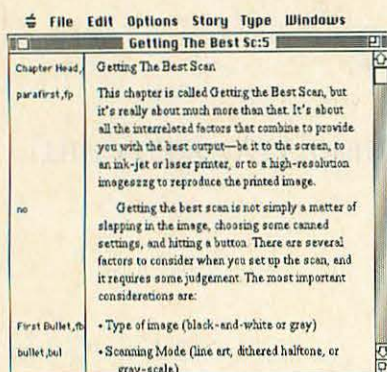 File Edit Options Story Type Windows
Getting The Best Sc:5
Chapter Head, Getting The Best Scan
parafirst,fp This chapter is called Getting the Best Scan, but
it's really about much more than that. It's about
all the interrelated factors that combine to provide
you with the best output—be it to the screen, to
an ink-jet or laser printer, or to a high-resolution
to reproduce the printed image.
no Getting the best scan is not simply a matter of
slapping in the image, choosing some canned
settings, and hitting a button. There are several
factors to consider when you set up the scan, and
it requires some judgement. The most important
considerations are:
First Bullet,fb • Type of image (black-and-white or gray)
bullet,bul • Scanning Mode (line art, dithered halftone, or
gray-scale)